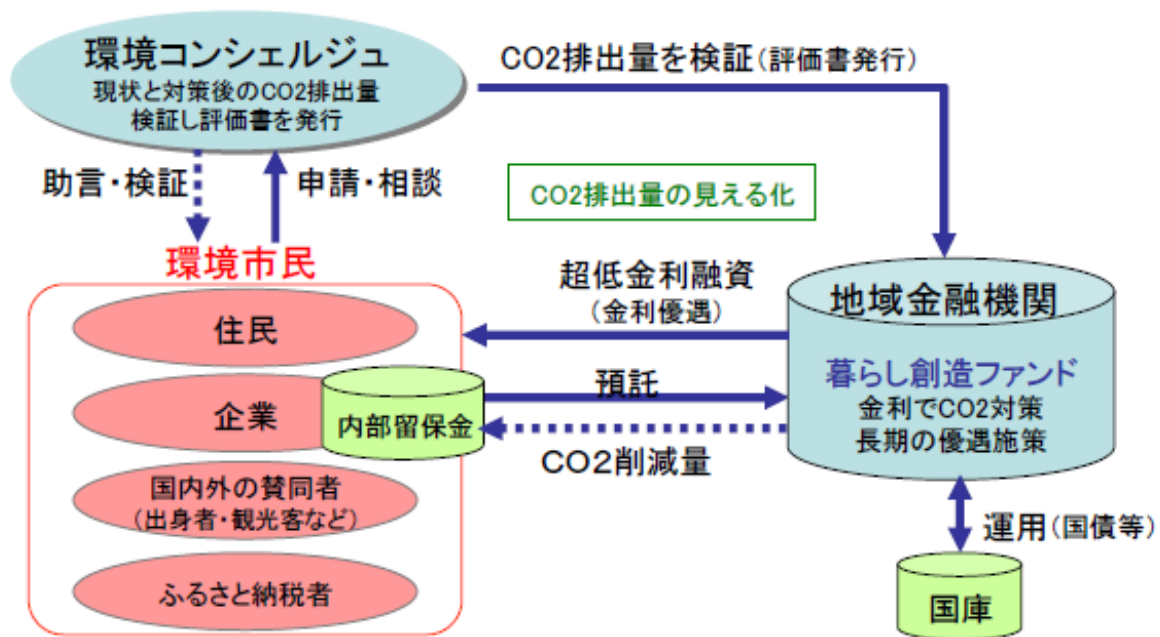 環境コンシェルジュ
現状と対策後のCO2排出量
検証し評価書を発行
CO2排出量を検証(評価書発行)
助言・検証
申請・相談
CO2排出量の見える化
環境市民
住民
企業
内部留保金
国内外の賛同者
(出身者・観光客など)
ふるさと納税者
超低金利融資
(金利優遇)
預託
CO2削減量
地域金融機関
暮らし創造ファンド
金利でCO2対策
長期の優遇施策
運用(国債等)
国庫